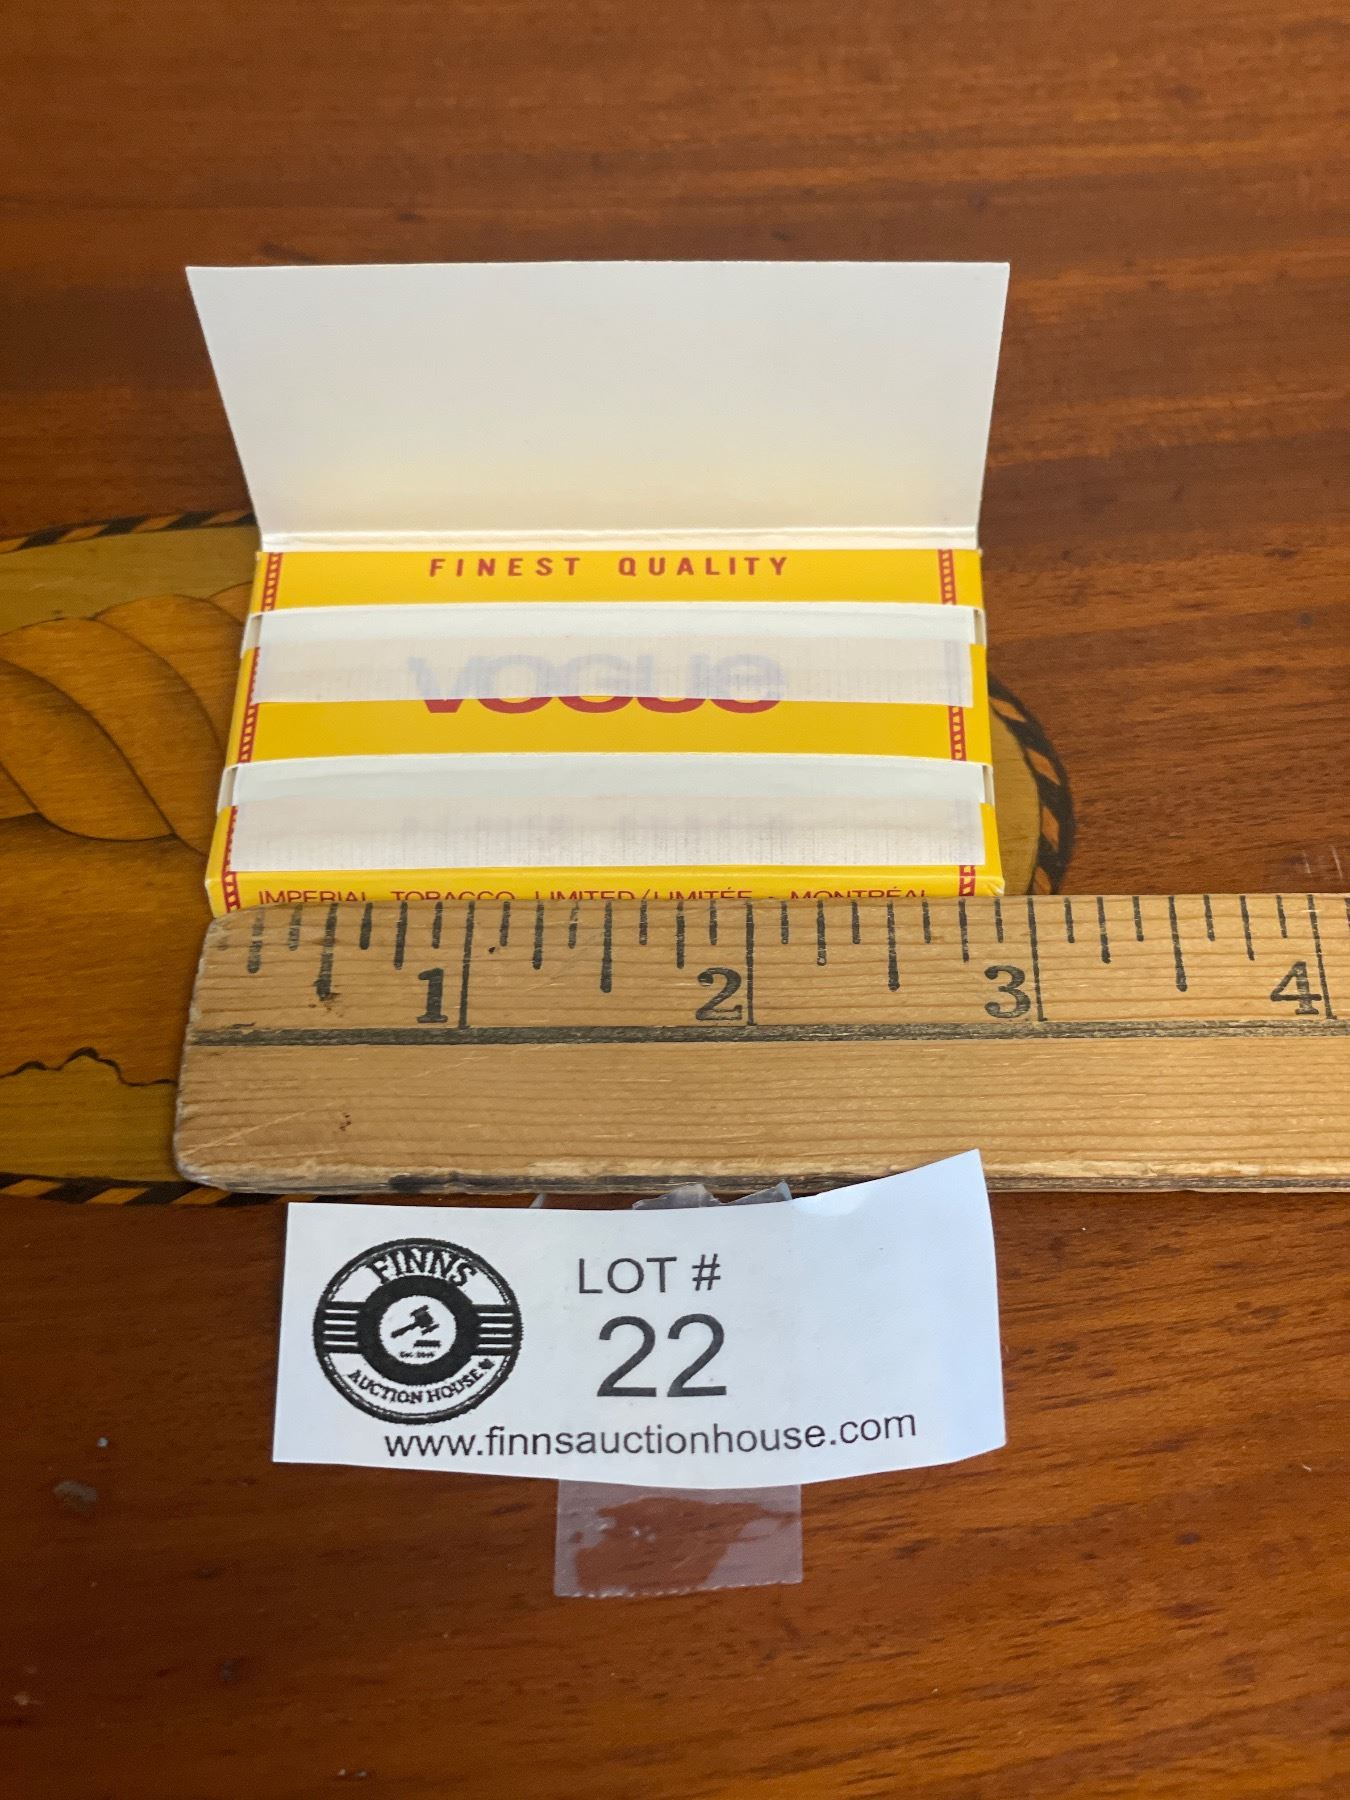 FINEST QUALITY
VOGUE
IMPERIAL TOBACCO LIMITED/LIMITÉE - MONTRÉAL
1 2 3 4
FINNS
AUCTION HOUSE
LOT #
22
www.finnsauctionhouse.com